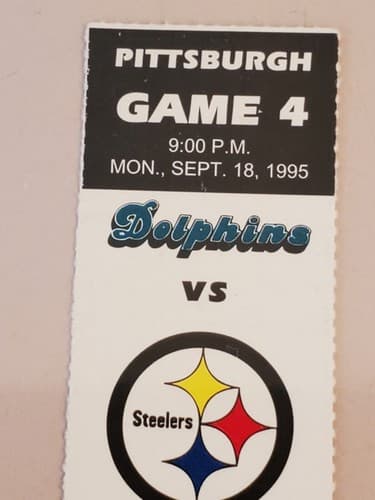 PITTSBURGH
GAME 4
9:00 P.M.
MON., SEPT. 18, 1995
Dolphins
VS
Steelers